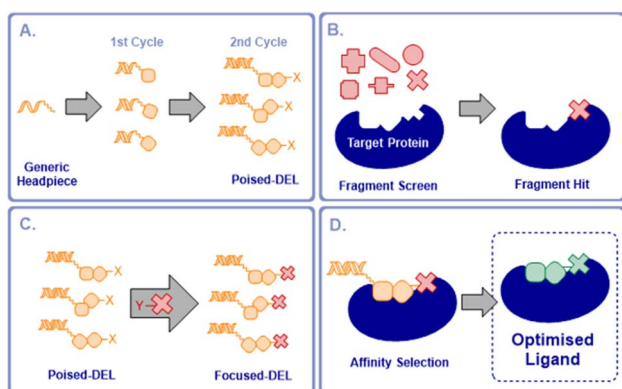 A.
1st Cycle
2nd Cycle
X
X
X
Generic
Headpiece
Poised-DEL
B.
Target Protein
Fragment Screen
Fragment Hit
C.
X
X
X
Y
Poised-DEL
Focused-DEL
D.
Affinity Selection
Optimised
Ligand